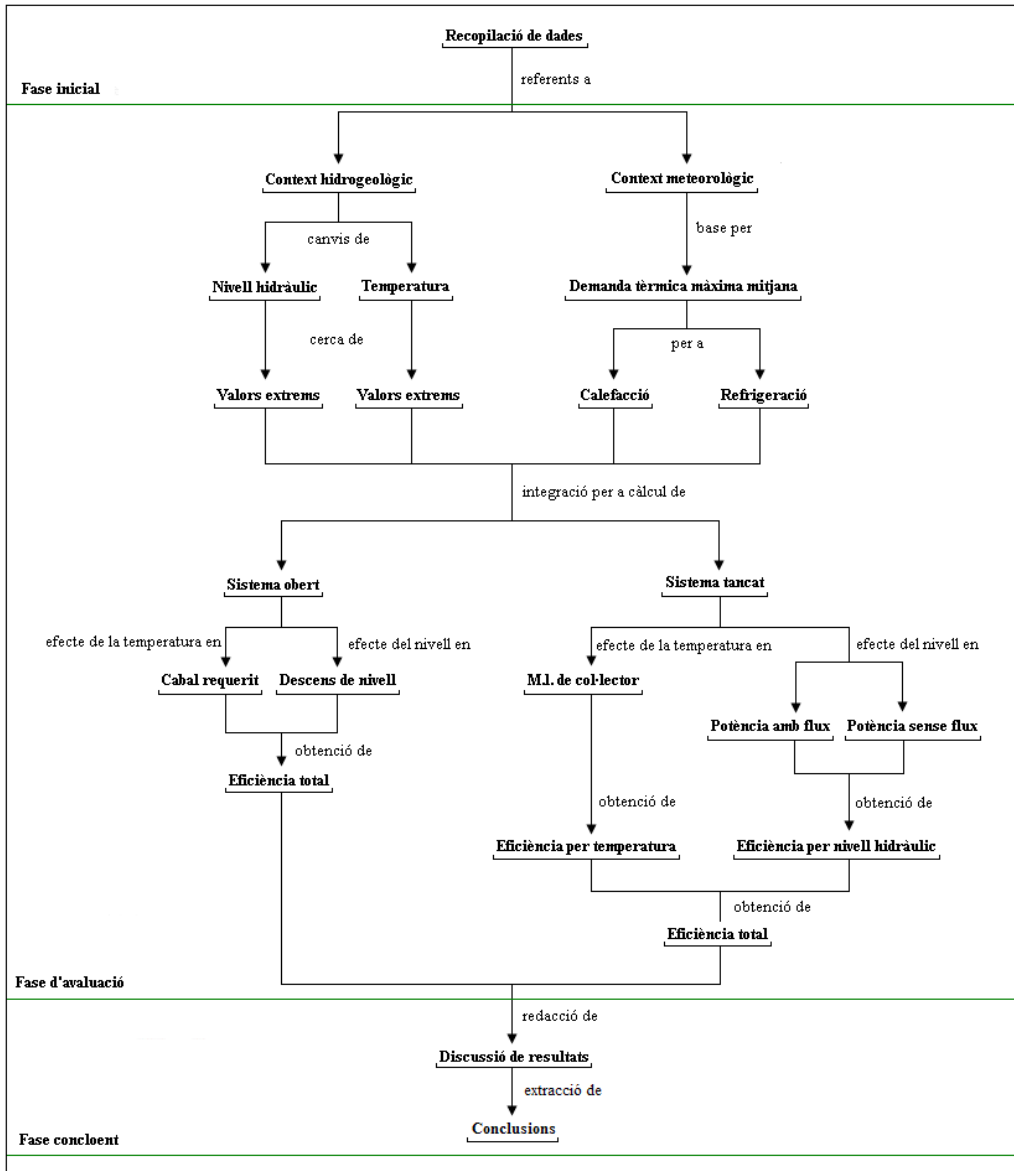 Recopilació de dades
referents a
Fase inicial
Context hidrogeològic
Context meteorològic
canvis de
base per
Nivell hidràulic
Temperatura
Demanda tèrmica màxima mitjana
cerca de
per a
Valors extrems
Valors extrems
Calefacció
Refrigeració
integració per a càlcul de
Sistema obert
Sistema tancat
efecte de la temperatura en
efecte del nivell en
efecte de la temperatura en
efecte del nivell en
Cabal requerit
Descens de nivell
M.l. de col·lector
Potència amb flux
Potència sense flux
obtenció de
Eficiència total
obtenció de
obtenció de
Eficiència per temperatura
Eficiència per nivell hidràulic
obtenció de
Eficiència total
Fase d'avaluació
redacció de
Discussió de resultats
extracció de
Conclusions
Fase concloent